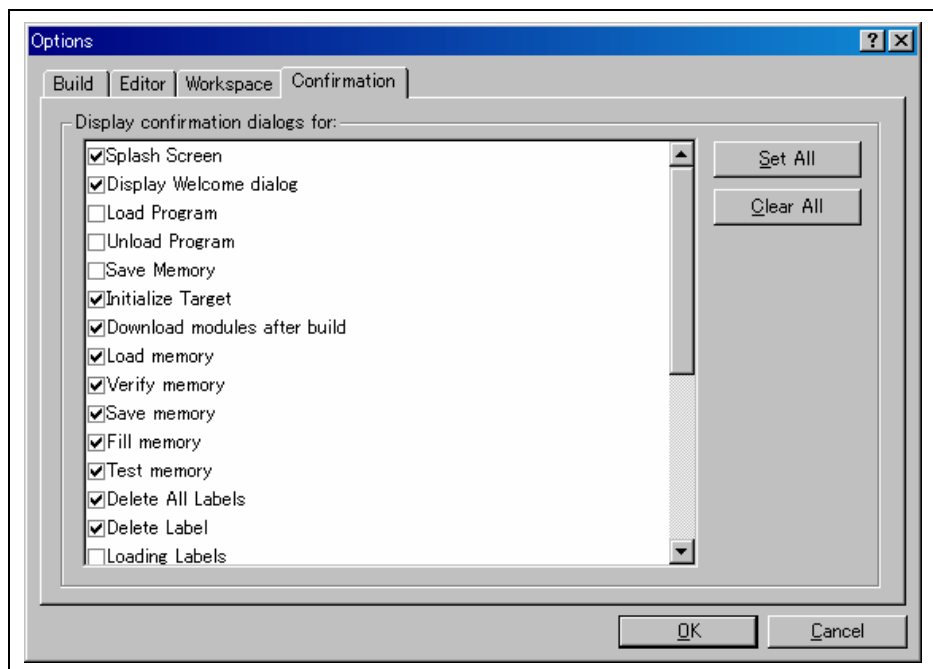 Options
Build Editor Workspace Confirmation
Display confirmation dialogs for:
Splash Screen
Display Welcome dialog
Load Program
Unload Program
Save Memory
Initialize Target
Download modules after build
Load memory
Verify memory
Save memory
Fill memory
Test memory
Delete All Labels
Delete Label
Loading Labels
Set All
Clear All
OK Cancel